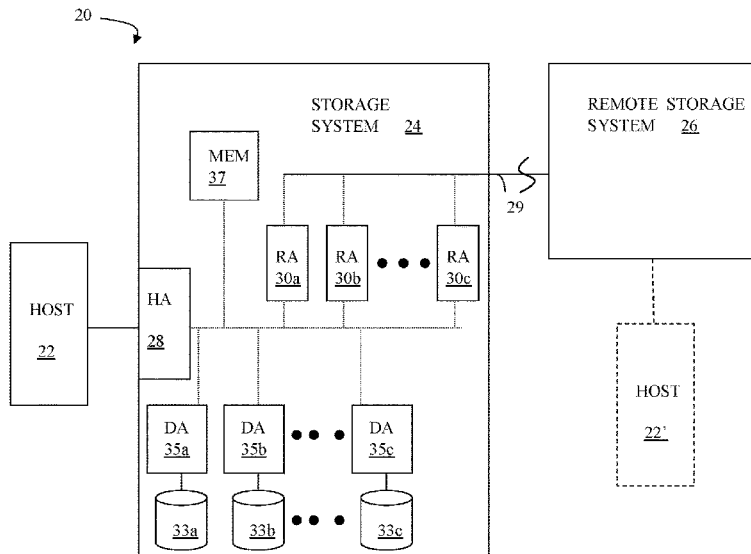 20
STORAGE
SYSTEM 24
REMOTE STORAGE
SYSTEM 26
MEM
37
29
RA
30a
RA
30b
RA
30c
HOST
22
HA
28
HOST
22'
DA
35a
DA
35b
DA
35c
33a
33b
33c